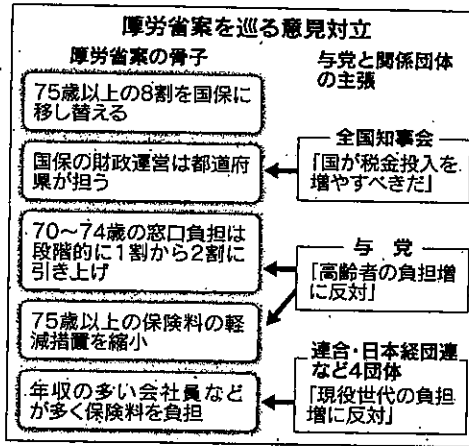 厚労省案を巡る意見対立
厚労省案の骨子
75歳以上の8割を国保に
移し替える
国保の財政運営は都道府
県が担う
70～74歳の窓口負担は
段階的に1割から2割に
引き上げ
75歳以上の保険料の軽
減措置を縮小
年収の多い会社員など
が多く保険料を負担
与党と関係団体
の主張
全国知事会
「国が税金投入を
増やすべきだ」
与党
「高齢者の負担増
に反対」
連合・日本経団連
など4団体
「現役世代の負担
増に反対」